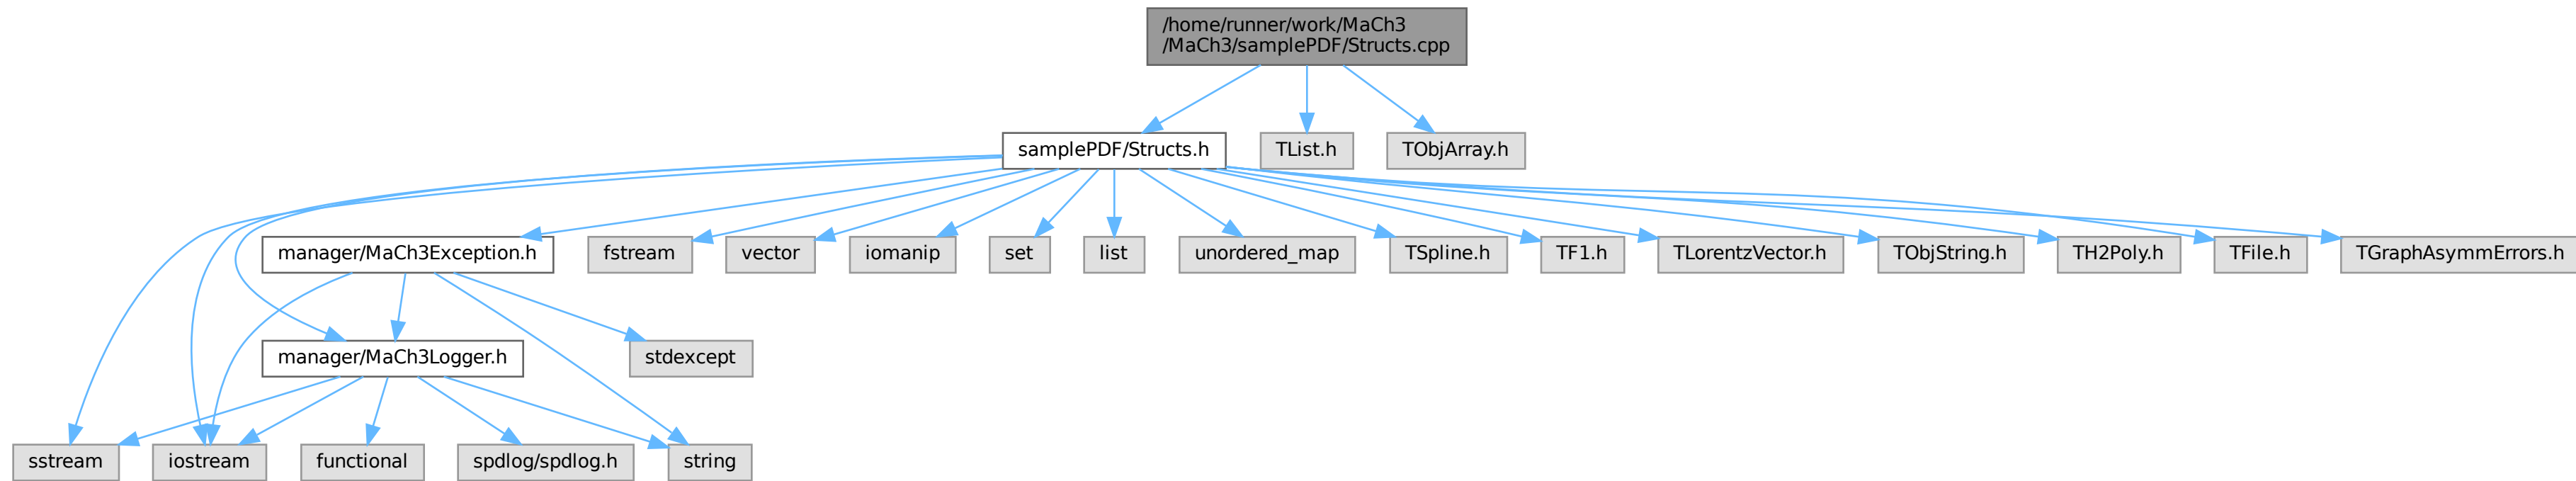 /home/runner/work/MaCh3
/MaCh3/samplePDF/Structs.cpp
samplePDF/Structs.h
TList.h
TObjArray.h
manager/MaCh3Exception.h
fstream
vector
iomanip
set
list
unordered_map
TSpline.h
TF1.h
TLorentzVector.h
TObjString.h
TH2Poly.h
TFile.h
TGraphAsymmErrors.h
manager/MaCh3Logger.h
stdexcept
sstream
iostream
functional
spdlog/spdlog.h
string